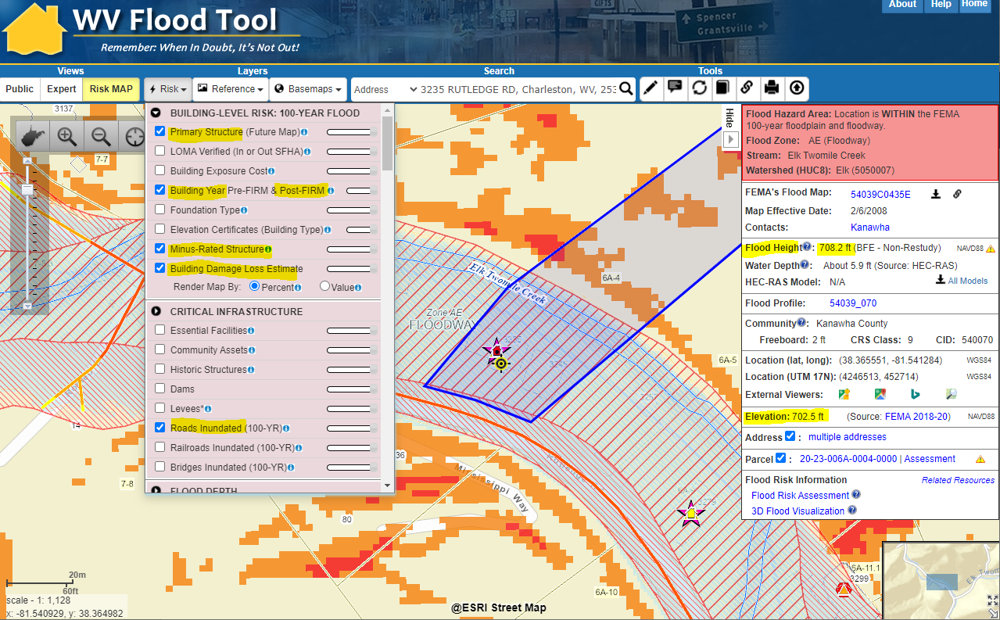 WV Flood Tool
Remember: When In Doubt, It's Not Out!
GIFTS
Spencer
Grantsville
About
Help
Home
Views
Layers
Search
Tools
Public
Expert
Risk MAP
Risk
Reference
Basemaps
Address
3235 RUTLEDGE RD, Charleston, WV, 253
3137
7-7
BUILDING-LEVEL RISK: 100-YEAR FLOOD
Primary Structure (Future Map)
LOMA Verified (In or Out SFHA)
Building Exposure Cost
Building Year Pre-FIRM & Post-FIRM
Foundation Type
Elevation Certificates (Building Type)
Minus-Rated Structure
Building Damage Loss Estimate
Render Map By: Percent Value
CRITICAL INFRASTRUCTURE
Essential Facilities
Community Assets
Historic Structures
Dams
Levees*
Roads Inundated (100-YR)
Railroads Inundated (100-YR)
Bridges Inundated (100-YR)
FLOOD DEPTH
Hide
Flood Hazard Area: Location is WITHIN the FEMA
100-year floodplain and floodway.
Flood Zone: AE (Floodway)
Stream: Elk Twomile Creek
Watershed (HUC8): Elk (5050007)
FEMA's Flood Map: 54039C0435E
Map Effective Date: 2/6/2008
Contacts: Kanawha
Flood Height: 708.2 ft (BFE - Non-Restudy) NAVD88
Water Depth: About 5.9 ft (Source: HEC-RAS)
HEC-RAS Model: N/A All Models
Flood Profile: 54039_070
Community: Kanawha County
Freeboard: 2 ft CRS Class: 9 CID: 540070
Location (lat, long): (38.365551, -81.541284) WGS84
Location (UTM 17N): (4246513, 452714) WGS84
External Viewers:
Elevation: 702.5 ft (Source: FEMA 2018-20) NAVD88
Address : multiple addresses
Parcel : 20-23-006A-0004-0000 | Assessment
Flood Risk Information Related Resources
Flood Risk Assessment
3D Flood Visualization
Elk Twomile Creek
6A-4
Zone AE
FLOODWAY
3245
6A-5
3257
14
36
7-8
Mississippi Way
80
3279
6A-10
6A-11.1
3299
Elk Twom
20m
60ft
scale - 1: 1,128
x: -81.540929, y: 38.364982
@ESRI Street Map